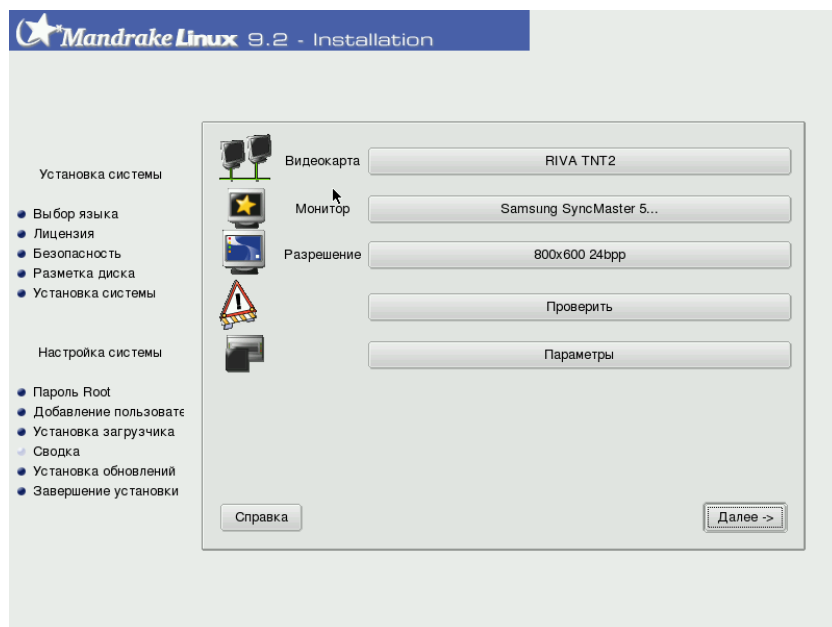 MandrakeLinux 9.2 - Installation
Установка системы
Выбор языка
Лицензия
Безопасность
Разметка диска
Установка системы
Настройка системы
Пароль Root
Добавление пользовате
Установка загрузчика
Сводка
Установка обновлений
Завершение установки
Видеокарта RIVA TNT2
Монитор Samsung SyncMaster 5...
Разрешение 800x600 24bpp
Проверить
Параметры
Справка
Далее ->